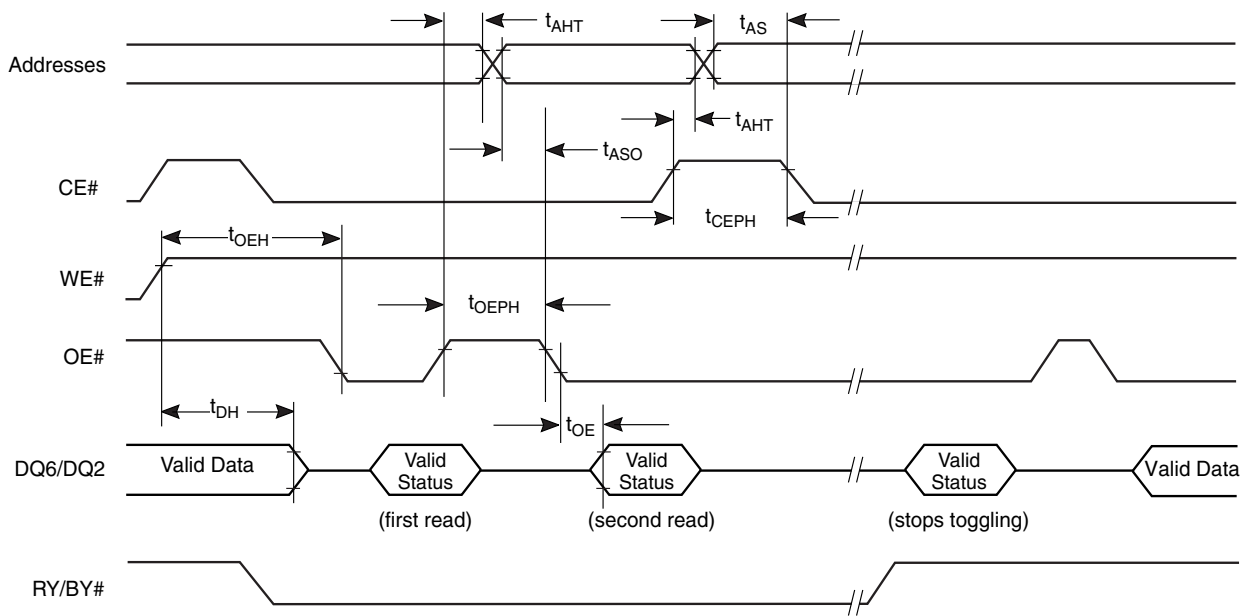 tAHT
tAS
Addresses
tAHT
tASO
CE#
tCEPH
tOEH
WE#
tOEPH
OE#
tDH
tOE
DQ6/DQ2
Valid Data
Valid
Status
Valid
Status
Valid
Status
Valid Data
(first read)
(second read)
(stops toggling)
RY/BY#